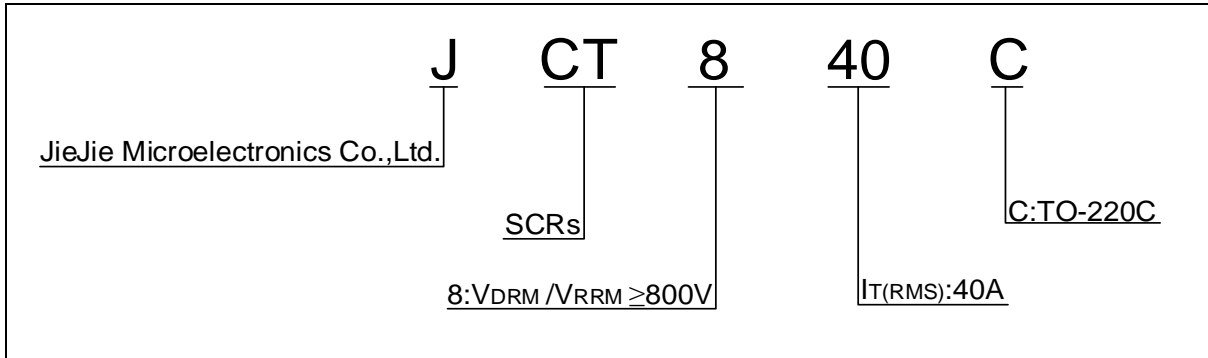 J CT 8 40 C
JieJie Microelectronics Co.,Ltd.
SCRs
C:TO-220C
8:VDRM /VRRM ≥800V
IT(RMS):40A